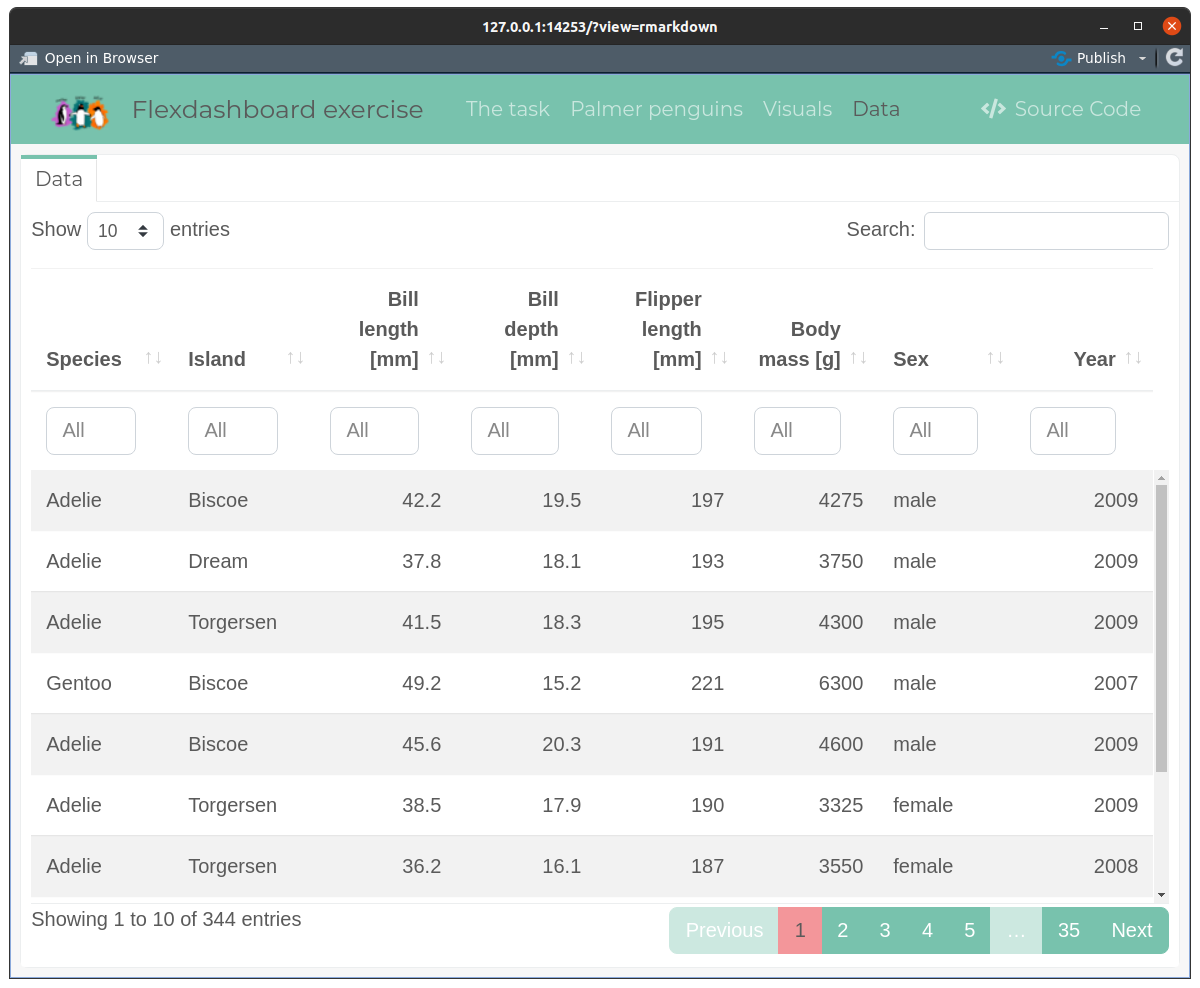 127.0.0.1:14253/?view=rmarkdown
Open in Browser
Publish
Flexdashboard exercise
The task
Palmer penguins
Visuals
Data
</> Source Code
Data
Show 10 entries
Search:
Species Island Bill length [mm] Bill depth [mm] Flipper length [mm] Body mass [g] Sex Year
All All All All All All All All
Adelie Biscoe 42.2 19.5 197 4275 male 2009
Adelie Dream 37.8 18.1 193 3750 male 2009
Adelie Torgersen 41.5 18.3 195 4300 male 2009
Gentoo Biscoe 49.2 15.2 221 6300 male 2007
Adelie Biscoe 45.6 20.3 191 4600 male 2009
Adelie Torgersen 38.5 17.9 190 3325 female 2009
Adelie Torgersen 36.2 16.1 187 3550 female 2008
Showing 1 to 10 of 344 entries
Previous 1 2 3 4 5 … 35 Next